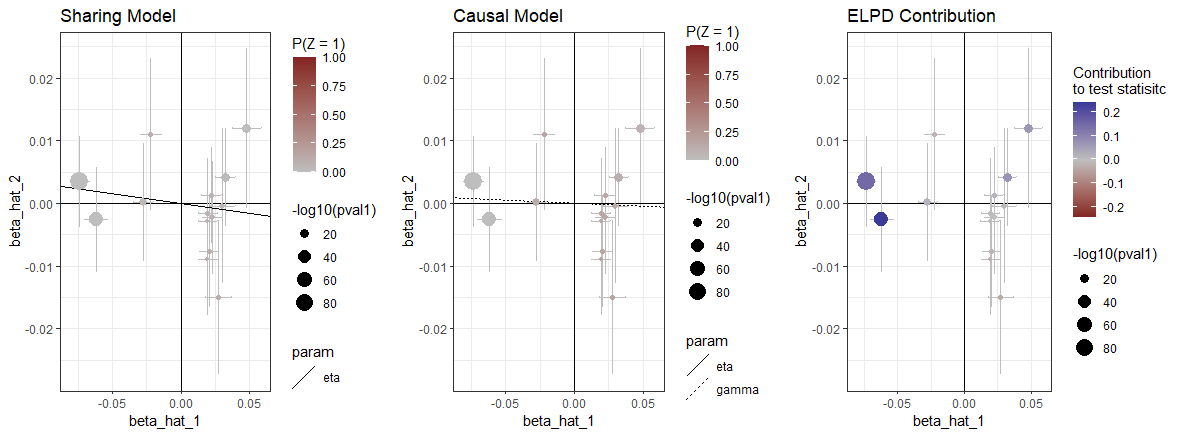 Sharing Model
0.02
0.01
0.00
-0.01
-0.02
-0.05
0.00
0.05
beta_hat_1
beta_hat_2
P(Z = 1)
1.00
0.75
0.50
0.25
0.00
-log10(pval1)
20
40
60
80
param
eta
Causal Model
0.02
0.01
0.00
-0.01
-0.02
-0.05
0.00
0.05
beta_hat_1
beta_hat_2
P(Z = 1)
1.00
0.75
0.50
0.25
0.00
-log10(pval1)
20
40
60
80
param
eta
gamma
ELPD Contribution
0.02
0.01
0.00
-0.01
-0.02
-0.05
0.00
0.05
beta_hat_1
beta_hat_2
Contribution
to test statisitc
0.2
0.1
0.0
-0.1
-0.2
-log10(pval1)
20
40
60
80